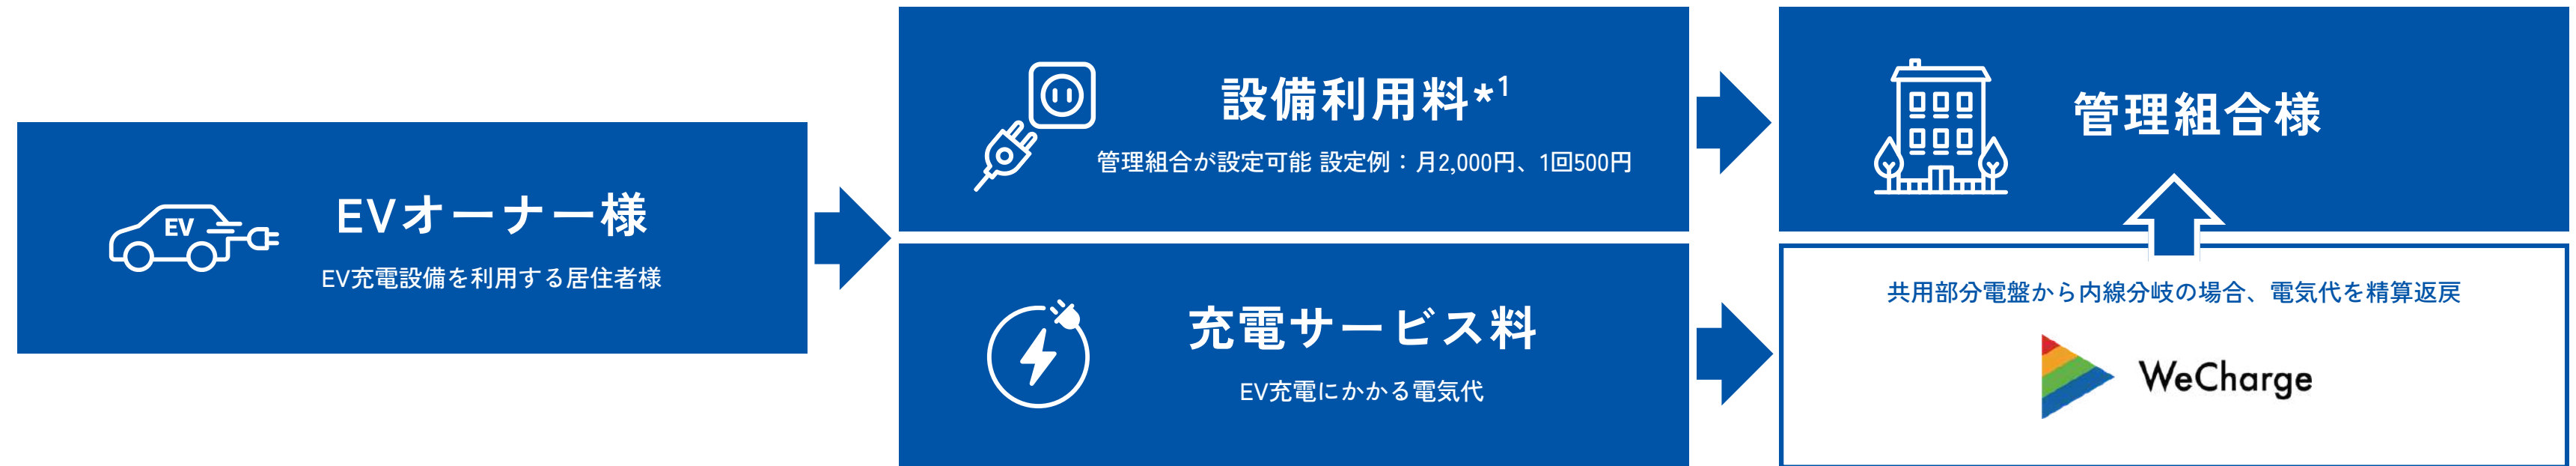 EV
EVオーナー様
EV充電設備を利用する居住者様
設備利用料*1
管理組合が設定可能 設定例：月2,000円、1回500円
充電サービス料
EV充電にかかる電気代
管理組合様
共用部分電盤から内線分岐の場合、電気代を精算返戻
WeCharge